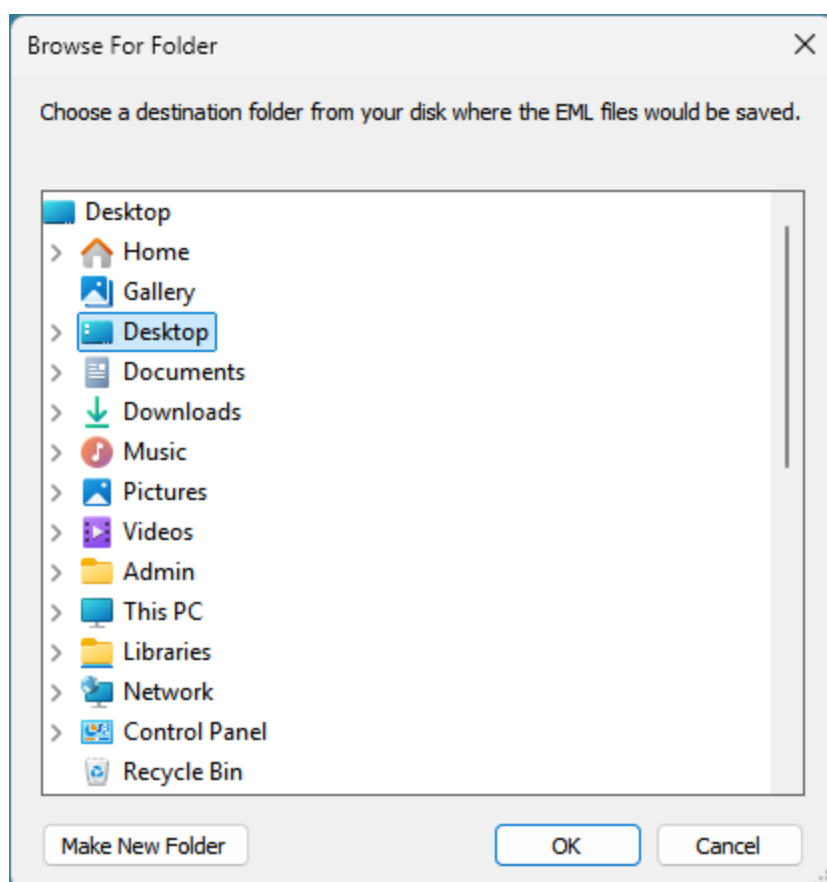 Browse For Folder
Choose a destination folder from your disk where the EML files would be saved.
Desktop
Home
Gallery
Desktop
Documents
Downloads
Music
Pictures
Videos
Admin
This PC
Libraries
Network
Control Panel
Recycle Bin
Make New Folder OK Cancel